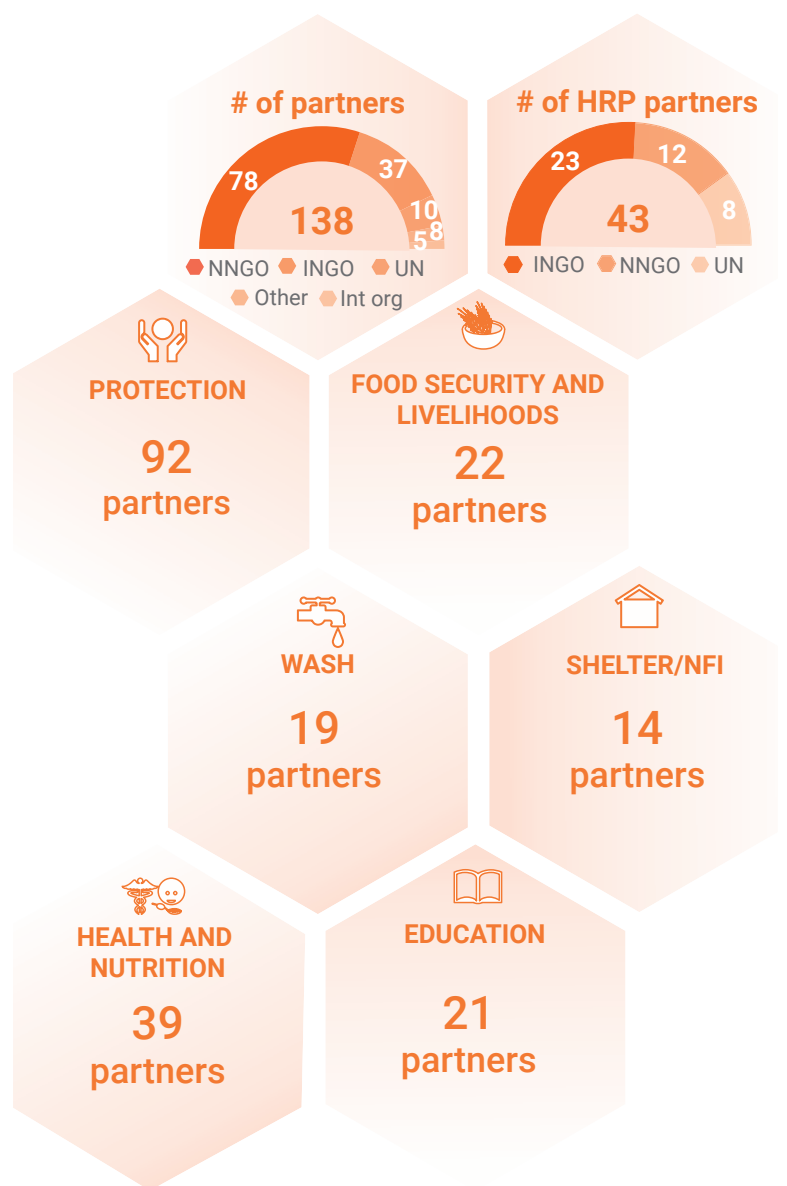 # of partners
78
37
10
8
5
138
NNGO INGO UN
Other Int org
# of HRP partners
23
12
8
43
INGO NNGO UN
PROTECTION
92
partners
FOOD SECURITY AND
LIVELIHOODS
22
partners
WASH
19
partners
SHELTER/NFI
14
partners
HEALTH AND
NUTRITION
39
partners
EDUCATION
21
partners